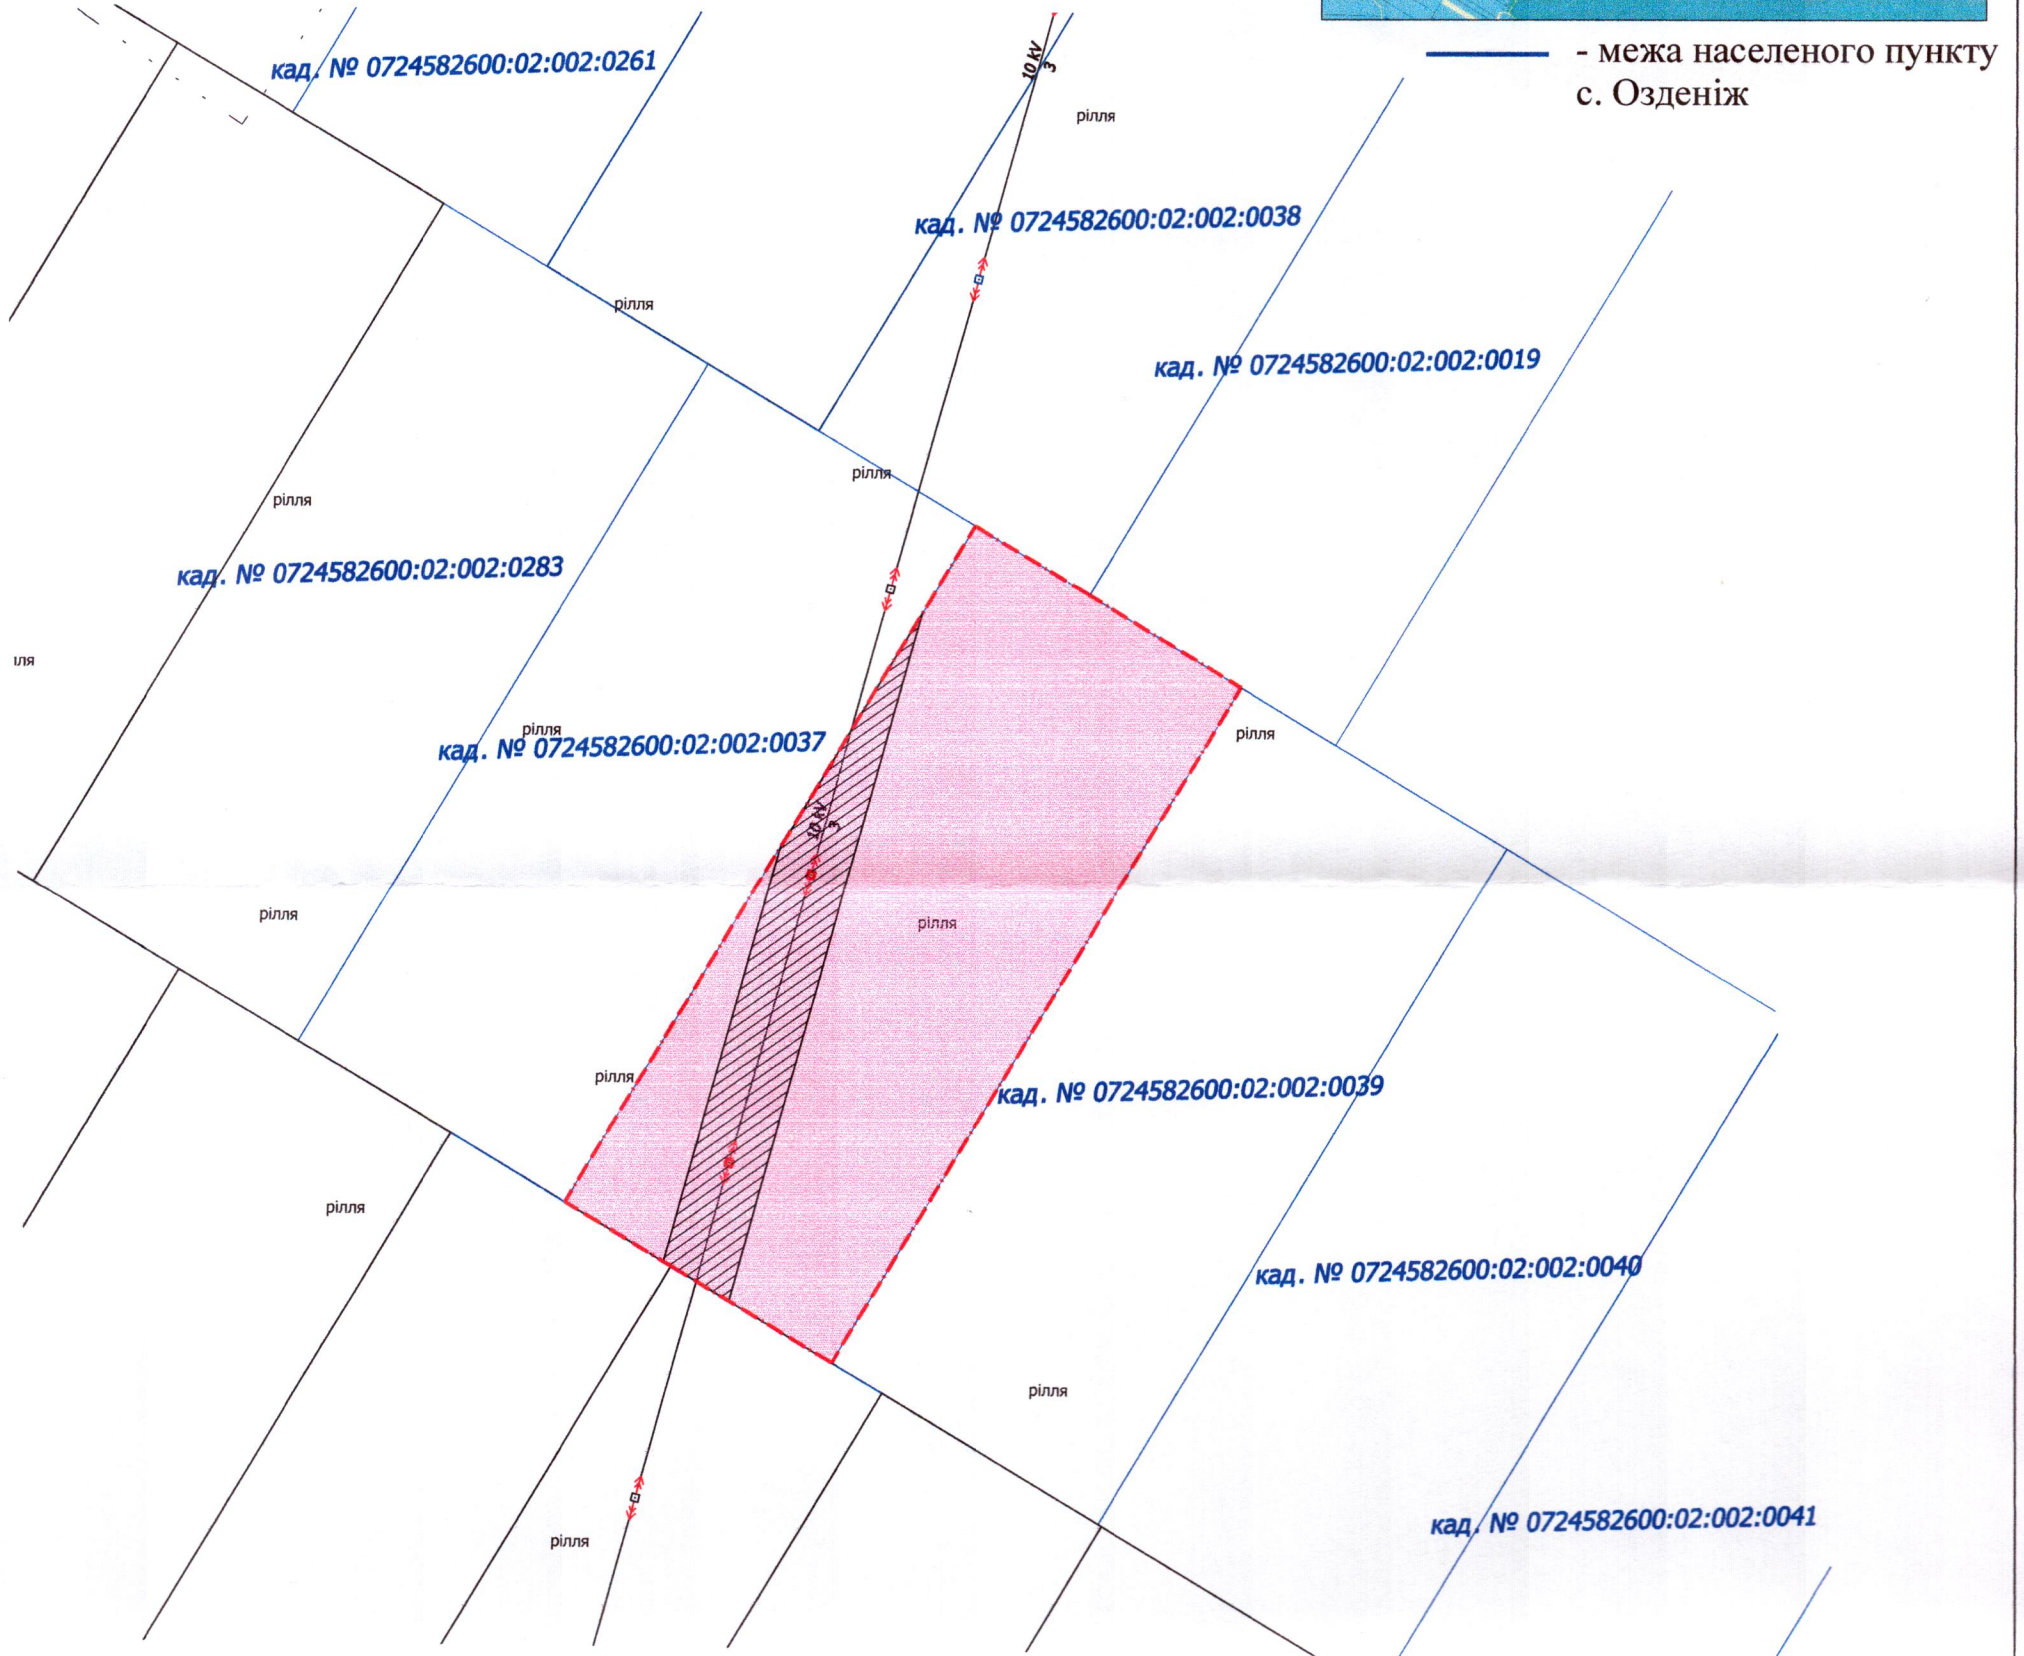 - межа населеного пункту
с. Озденіж
кад. № 0724582600:02:002:0261
10 kV
3
рілля
кад. № 0724582600:02:002:0038
рілля
кад. № 0724582600:02:002:0019
рілля
рілля
кад. № 0724582600:02:002:0283
ілля
рілля
кад. № 0724582600:02:002:0037
рілля
10 kV
3
рілля
рілля
рілля
кад. № 0724582600:02:002:0039
рілля
кад. № 0724582600:02:002:0040
рілля
кад. № 0724582600:02:002:0041
рілля